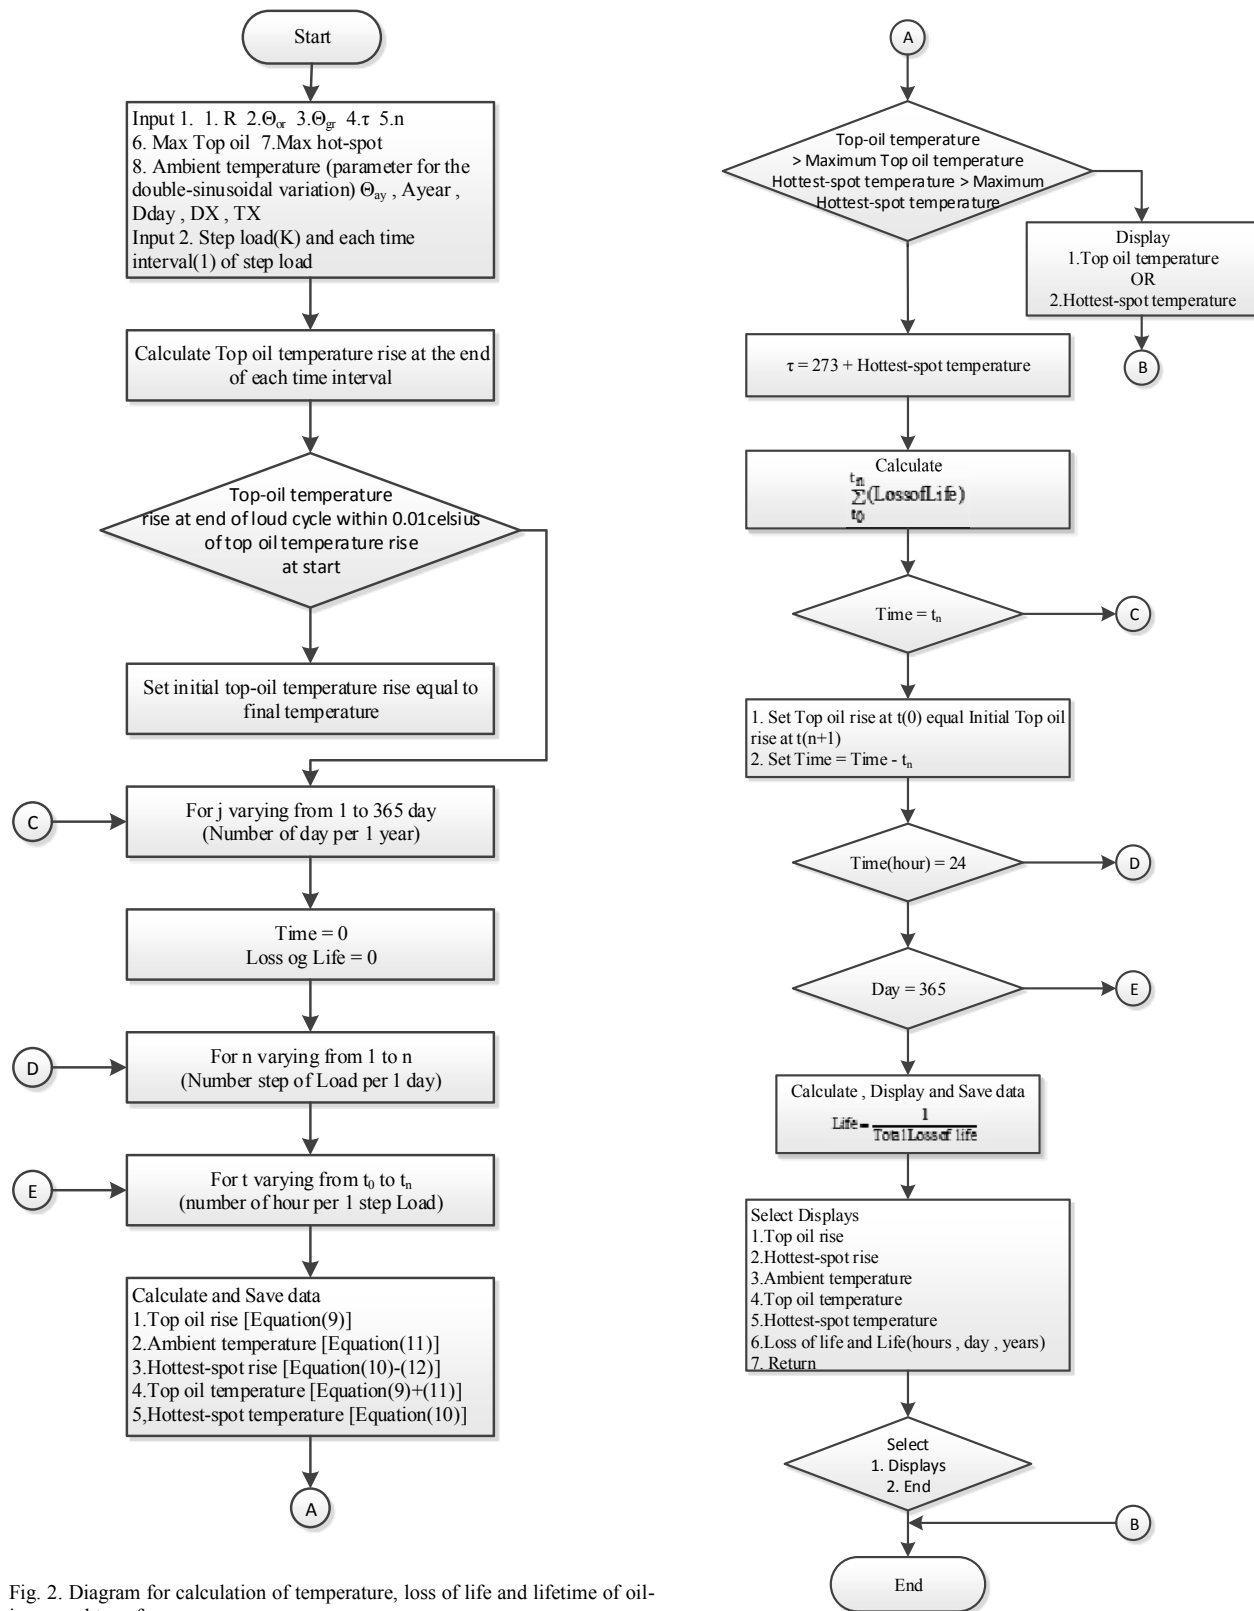 Start
Input 1. 1. R 2.Θor 3.Θgr 4.τ 5.n
6. Max Top oil 7.Max hot-spot
8. Ambient temperature (parameter for the
double-sinusoidal variation) Θay , Ayear ,
Dday , DX , TX
Input 2. Step load(K) and each time
interval(1) of step load
Calculate Top oil temperature rise at the end
of each time interval
Top-oil temperature
rise at end of loud cycle within 0.01celsius
of top oil temperature rise
at start
Set initial top-oil temperature rise equal to
final temperature
C
For j varying from 1 to 365 day
(Number of day per 1 year)
Time = 0
Loss og Life = 0
D
For n varying from 1 to n
(Number step of Load per 1 day)
E
For t varying from t0 to tn
(number of hour per 1 step Load)
Calculate and Save data
1.Top oil rise [Equation(9)]
2.Ambient temperature [Equation(11)]
3.Hottest-spot rise [Equation(10)-(12)]
4.Top oil temperature [Equation(9)+(11)]
5,Hottest-spot temperature [Equation(10)]
A
Fig. 2. Diagram for calculation of temperature, loss of life and lifetime of oil-
A
Top-oil temperature
> Maximum Top oil temperature
Hottest-spot temperature > Maximum
Hottest-spot temperature
Display
1.Top oil temperature
OR
2.Hottest-spot temperature
B
τ = 273 + Hottest-spot temperature
Calculate
tn
Σ(LossofLife)
t0
Time = tn
C
1. Set Top oil rise at t(0) equal Initial Top oil
rise at t(n+1)
2. Set Time = Time - tn
Time(hour) = 24
D
Day = 365
E
Calculate , Display and Save data
Life = 1
Total Loss of life
Select Displays
1.Top oil rise
2.Hottest-spot rise
3.Ambient temperature
4.Top oil temperature
5.Hottest-spot temperature
6.Loss of life and Life(hours , day , years)
7. Return
Select
1. Displays
2. End
B
End